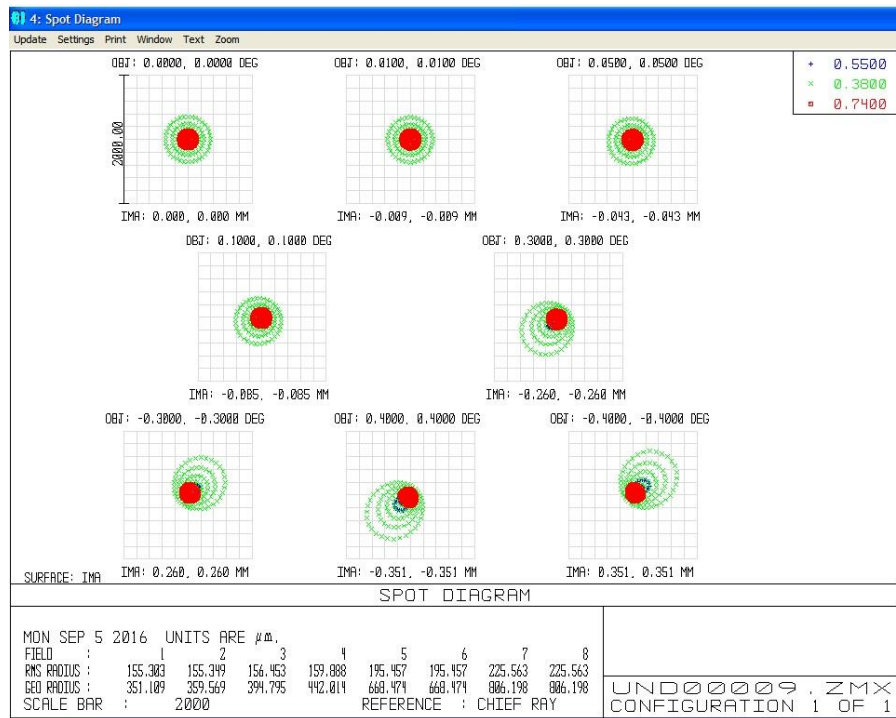 4: Spot Diagram
Update Settings Print Window Text Zoom
OBJ: 0.0000, 0.0000 DEG
OBJ: 0.0100, 0.0100 DEG
OBJ: 0.0500, 0.0500 DEG
+ 0.5500
× 0.3800
0.7400
2000.00
IMA: 0.000, 0.000 MM
IMA: -0.009, -0.009 MM
IMA: -0.043, -0.043 MM
OBJ: 0.1000, 0.1000 DEG
OBJ: 0.3000, 0.3000 DEG
IMA: -0.085, -0.085 MM
IMA: -0.260, -0.260 MM
OBJ: -0.3000, -0.3000 DEG
OBJ: 0.4000, 0.4000 DEG
OBJ: -0.4000, -0.4000 DEG
IMA: 0.260, 0.260 MM
IMA: -0.351, -0.351 MM
IMA: 0.351, 0.351 MM
SURFACE: IMA
SPOT DIAGRAM
MON SEP 5 2016 UNITS ARE µm.
FIELD : 1 2 3 4 5 6 7 8
RMS RADIUS : 155.303 155.349 156.453 159.888 195.457 195.457 225.563 225.563
GEO RADIUS : 351.109 359.569 394.795 442.014 668.474 668.474 806.198 806.198
SCALE BAR : 2000 REFERENCE : CHIEF RAY
UND00009.ZMX
CONFIGURATION 1 OF 1